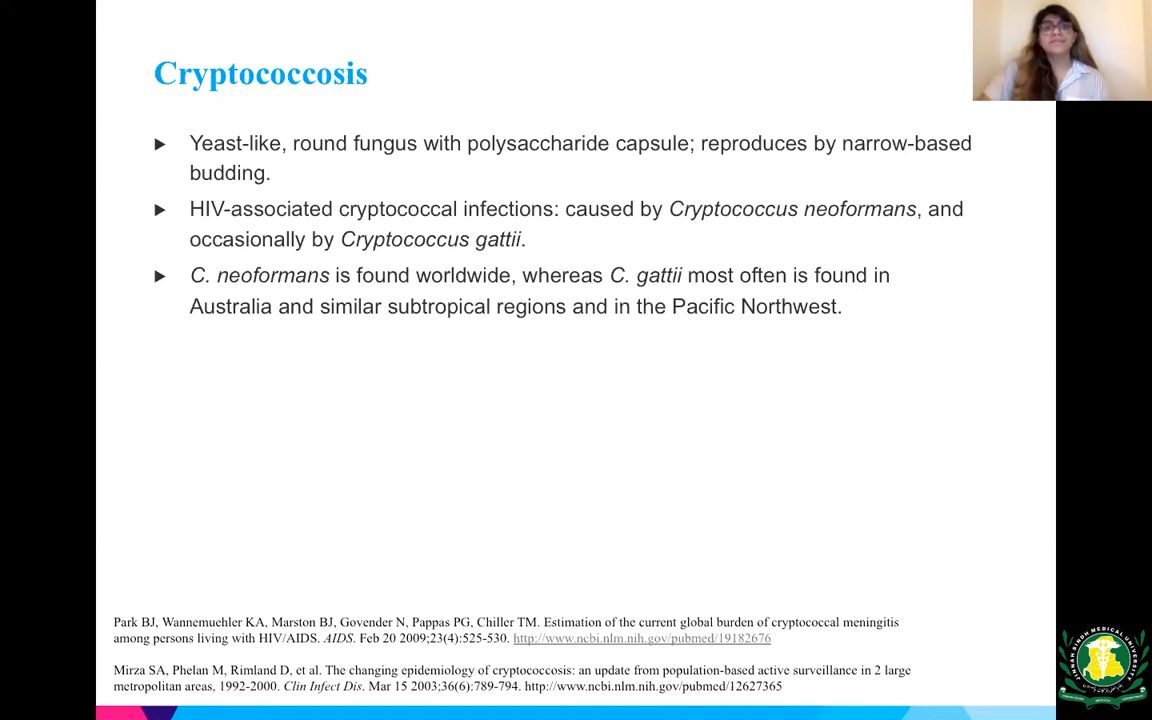 Cryptococcosis
Yeast-like, round fungus with polysaccharide capsule; reproduces by narrow-based
budding.
HIV-associated cryptococcal infections: caused by Cryptococcus neoformans, and
occasionally by Cryptococcus gattii.
C. neoformans is found worldwide, whereas C. gattii most often is found in
Australia and similar subtropical regions and in the Pacific Northwest.
Park BJ, Wannemuehler KA, Marston BJ, Govender N, Pappas PG, Chiller TM. Estimation of the current global burden of cryptococcal meningitis
among persons living with HIV/AIDS. AIDS. Feb 20 2009;23(4):525-530. http://www.ncbi.nlm.nih.gov/pubmed/19182676
Mirza SA, Phelan M, Rimland D, et al. The changing epidemiology of cryptococcosis: an update from population-based active surveillance in 2 large
metropolitan areas, 1992-2000. Clin Infect Dis. Mar 15 2003;36(6):789-794. http://www.ncbi.nlm.nih.gov/pubmed/12627365
JINNAH SINDH MEDICAL UNIVERSITY